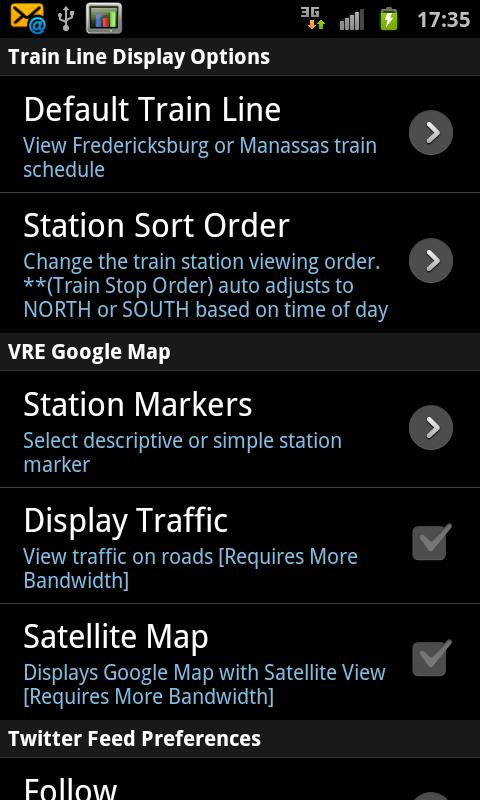 3G 17:35
Train Line Display Options
Default Train Line
View Fredericksburg or Manassas train
schedule
Station Sort Order
Change the train station viewing order.
**(Train Stop Order) auto adjusts to
NORTH or SOUTH based on time of day
VRE Google Map
Station Markers
Select descriptive or simple station
marker
Display Traffic
View traffic on roads [Requires More
Bandwidth]
Satellite Map
Displays Google Map with Satellite View
[Requires More Bandwidth]
Twitter Feed Preferences
Follow